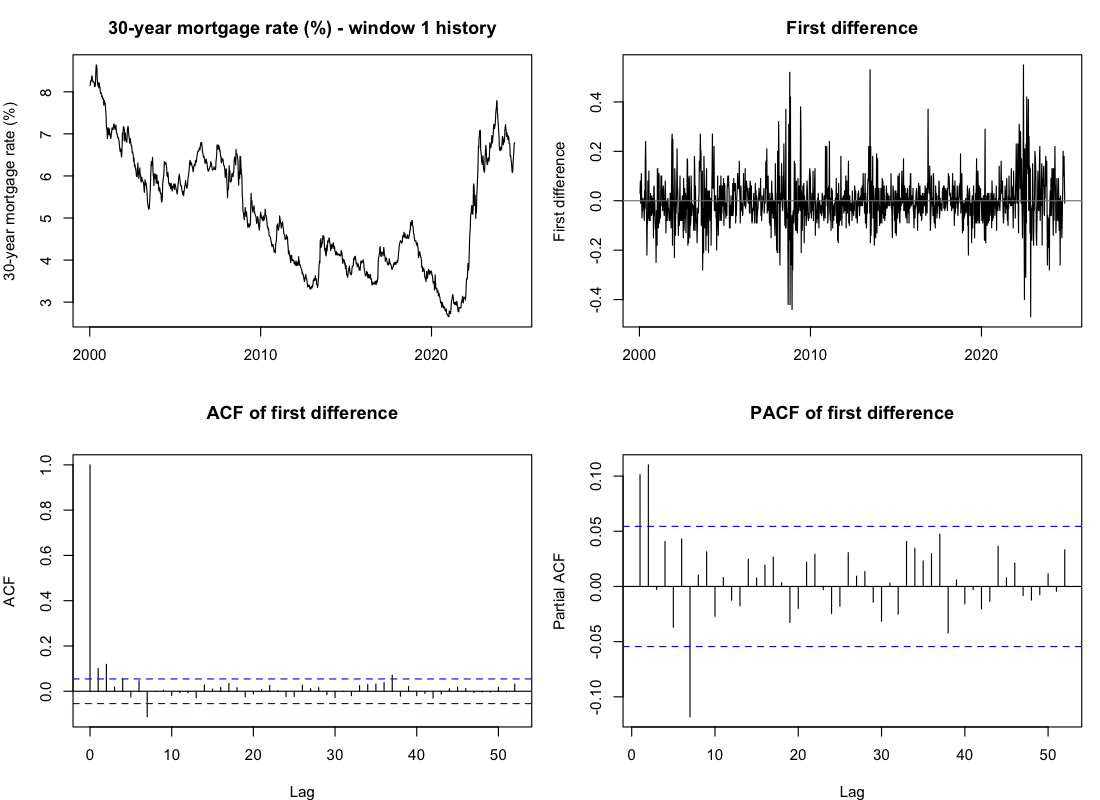 30-year mortgage rate (%) - window 1 history
30-year mortgage rate (%)
8
7
6
5
4
3
2000 2010 2020
First difference
First difference
0.4
0.2
0.0
-0.2
-0.4
2000 2010 2020
ACF of first difference
ACF
1.0
0.8
0.6
0.4
0.2
0.0
0 10 20 30 40 50
Lag
PACF of first difference
Partial ACF
0.10
0.05
0.00
-0.05
-0.10
0 10 20 30 40 50
Lag